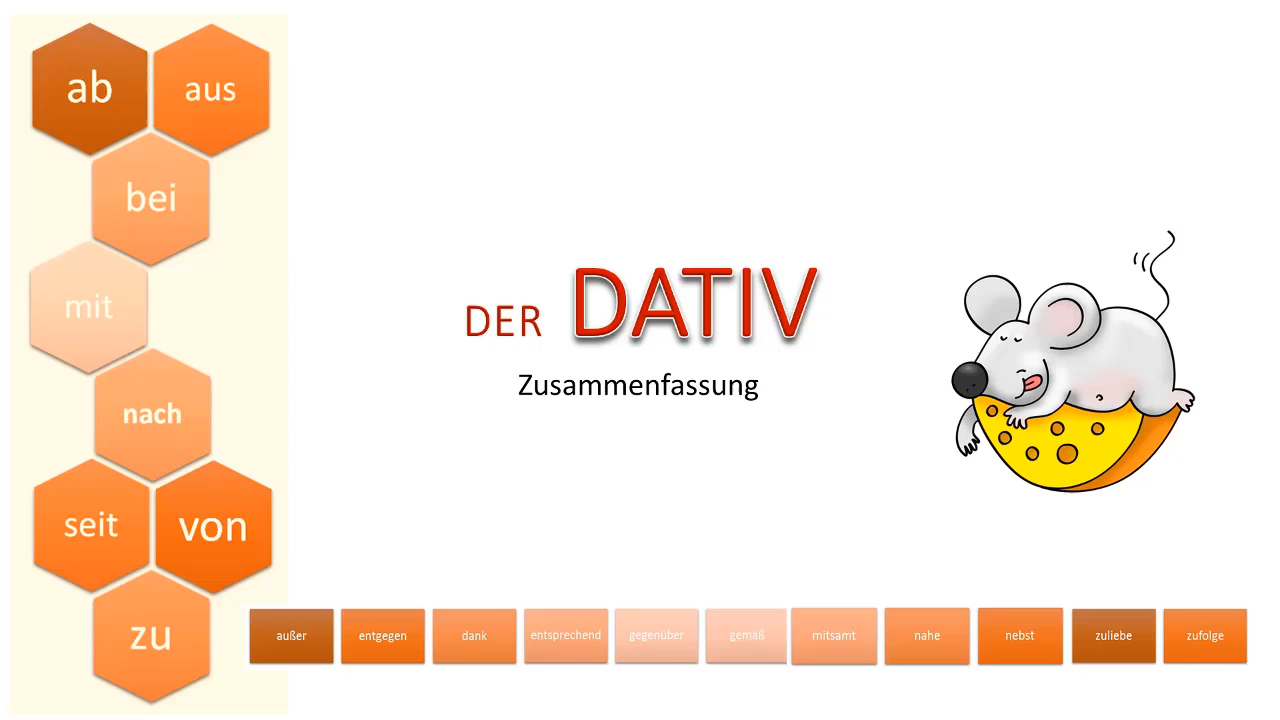 ab aus
bei
mit
nach
seit von
zu
DER DATIV
Zusammenfassung
außer entgegen dank entsprechend gegenüber gemäß mitsamt nahe nebst zuliebe zufolge